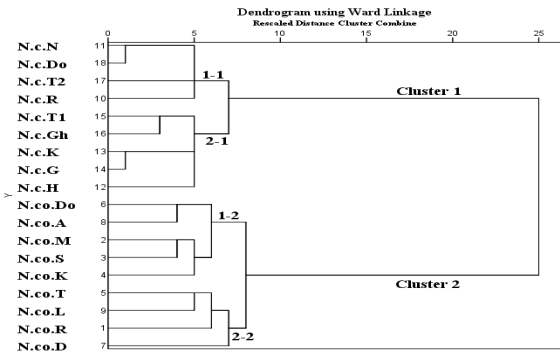 Dendrogram using Ward Linkage
Rescaled Distance Cluster Combine
0 5 10 15 20 25
N.c.N 11
N.c.Do 18
1-1
N.c.T2 17
Cluster 1
N.c.R 10
N.c.T1 15
N.c.Gh 16
2-1
N.c.K 13
N.c.G 14
N.c.H 12
Y
N.co.Do 6
1-2
N.co.A 8
N.co.M 2
N.co.S 3
N.co.K 4
Cluster 2
N.co.T 5
N.co.L 9
N.co.R 1
2-2
N.co.D 7